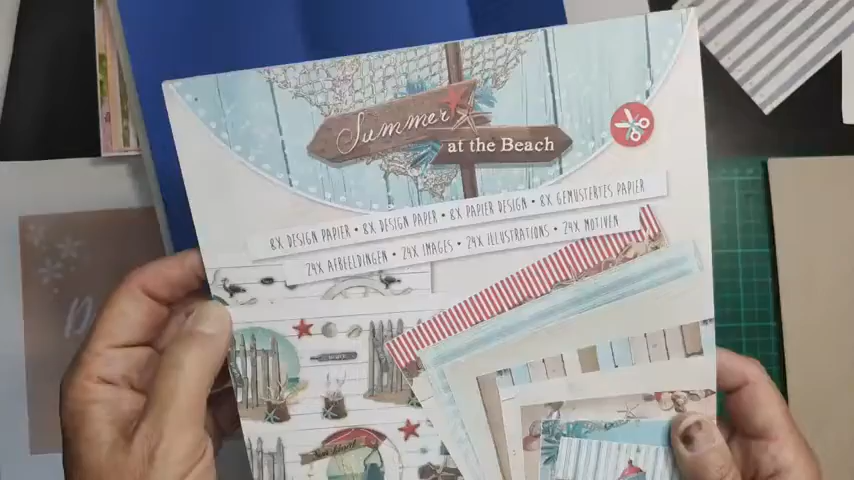 Summer
at the Beach
8X DESIGN PAPIER • 8X DESIGN PAPER • 8X PAPIER DESIGN • 8X GEMUSTERTES PAPIER
24X AFBEELDINGEN • 24X IMAGES • 24X ILLUSTRATIONS • 24X MOTIVEN